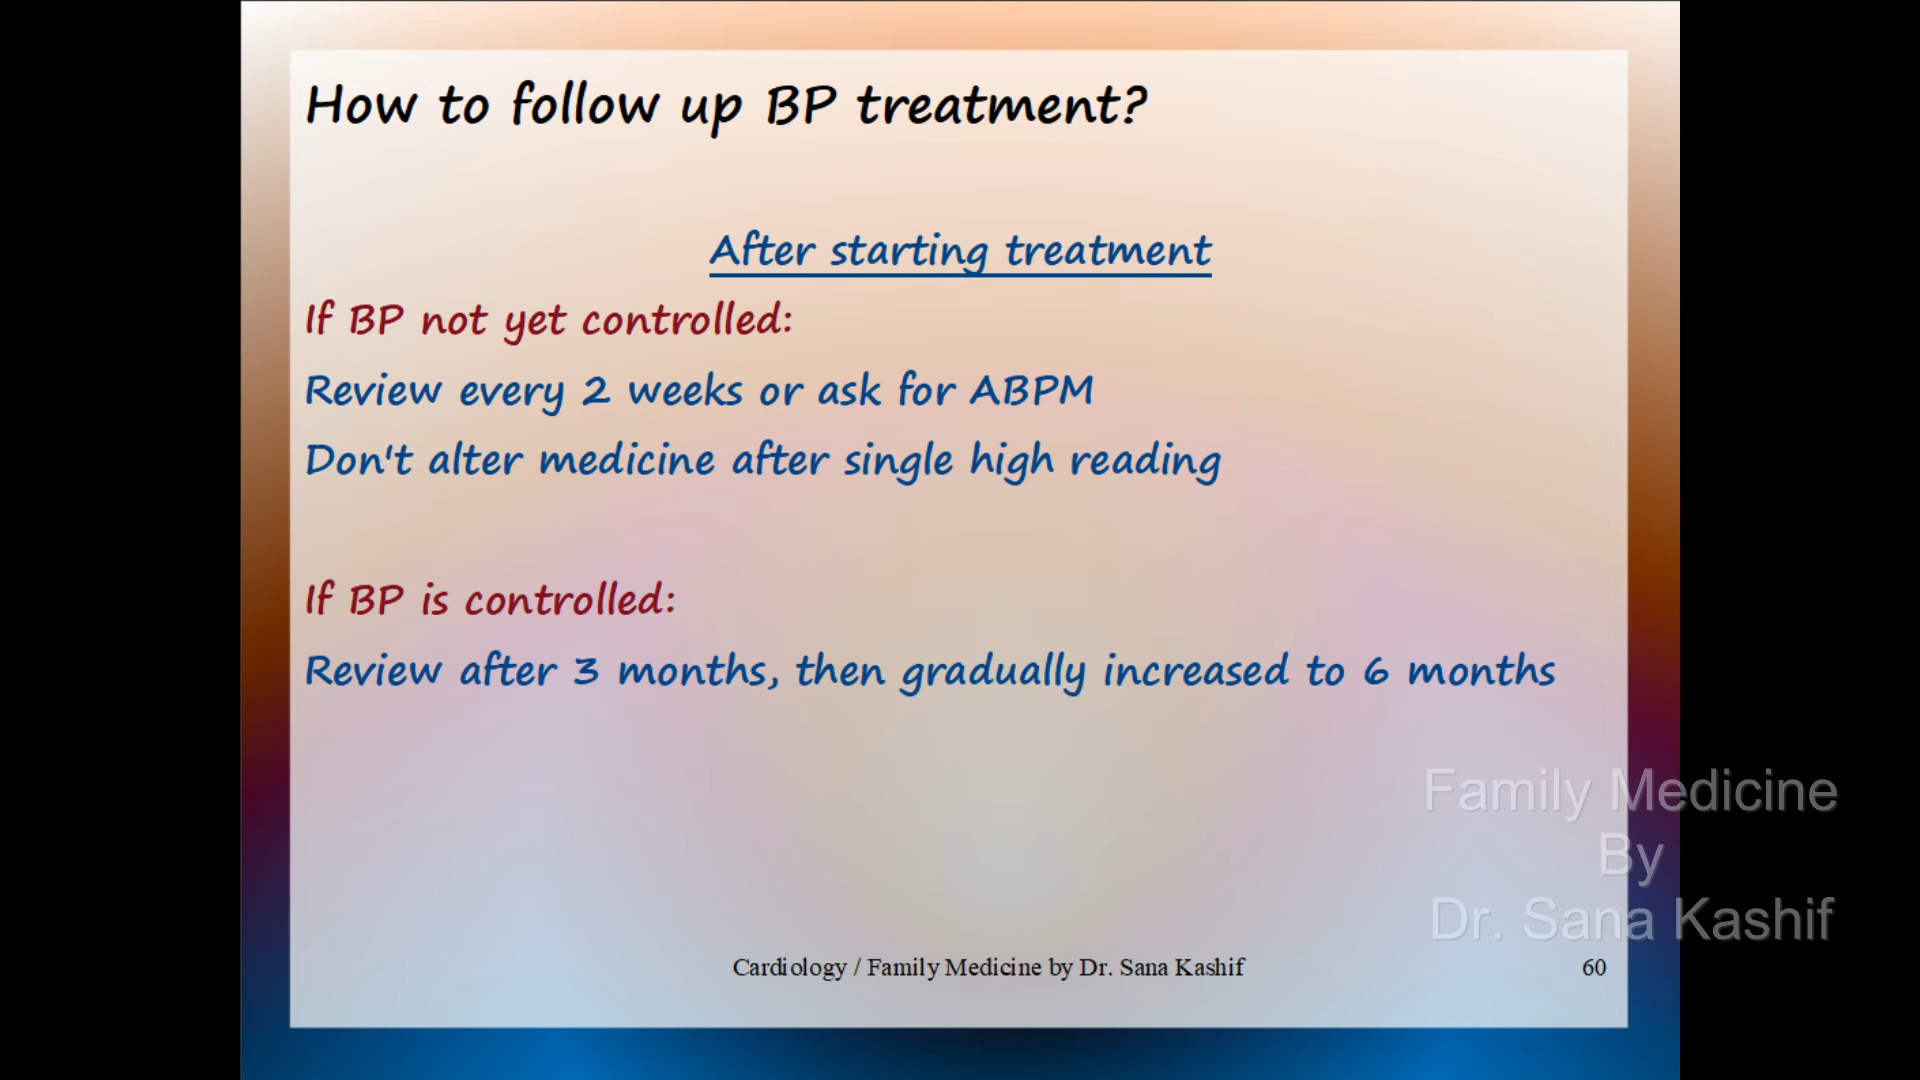 How to follow up BP treatment?
After starting treatment
If BP not yet controlled:
Review every 2 weeks or ask for ABPM
Don't alter medicine after single high reading
If BP is controlled:
Review after 3 months, then gradually increased to 6 months
Family Medicine
By
Dr. Sana Kashif
Cardiology / Family Medicine by Dr. Sana Kashif
60